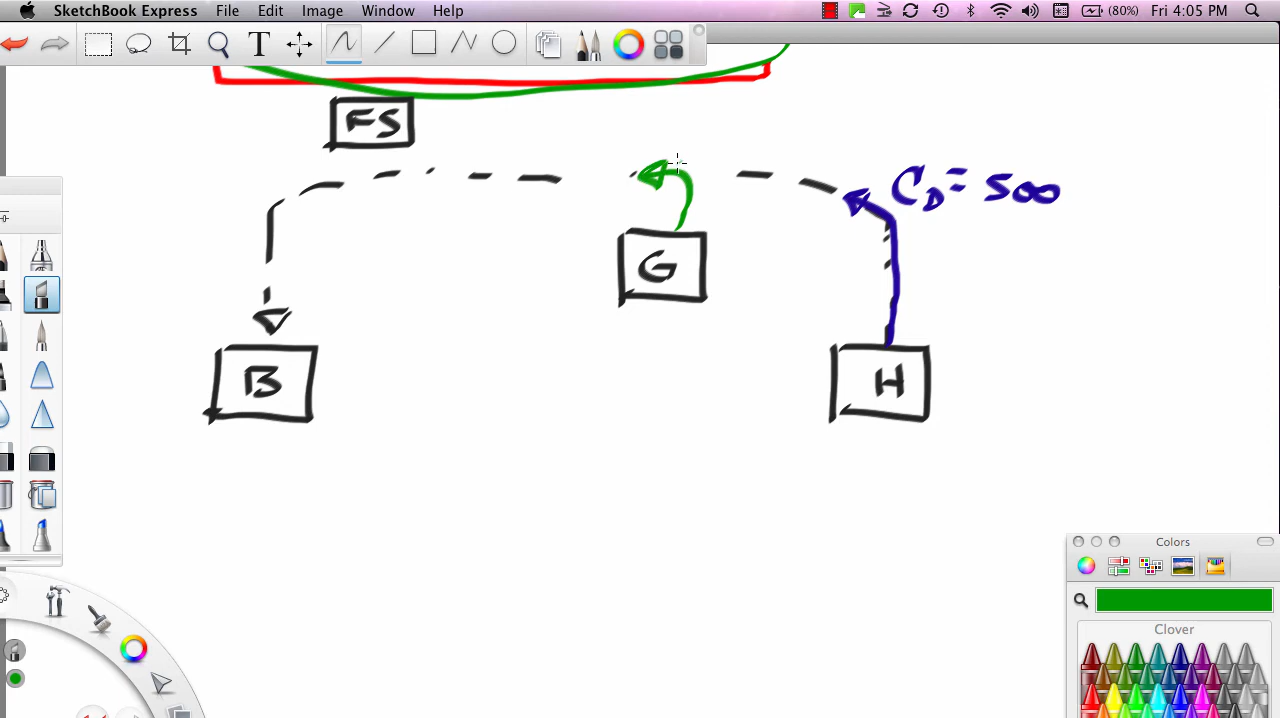 SketchBook Express File Edit Image Window Help (80%) Fri 4:05 PM
T
FS
C_D = 500
G
B
H
Colors
Clover